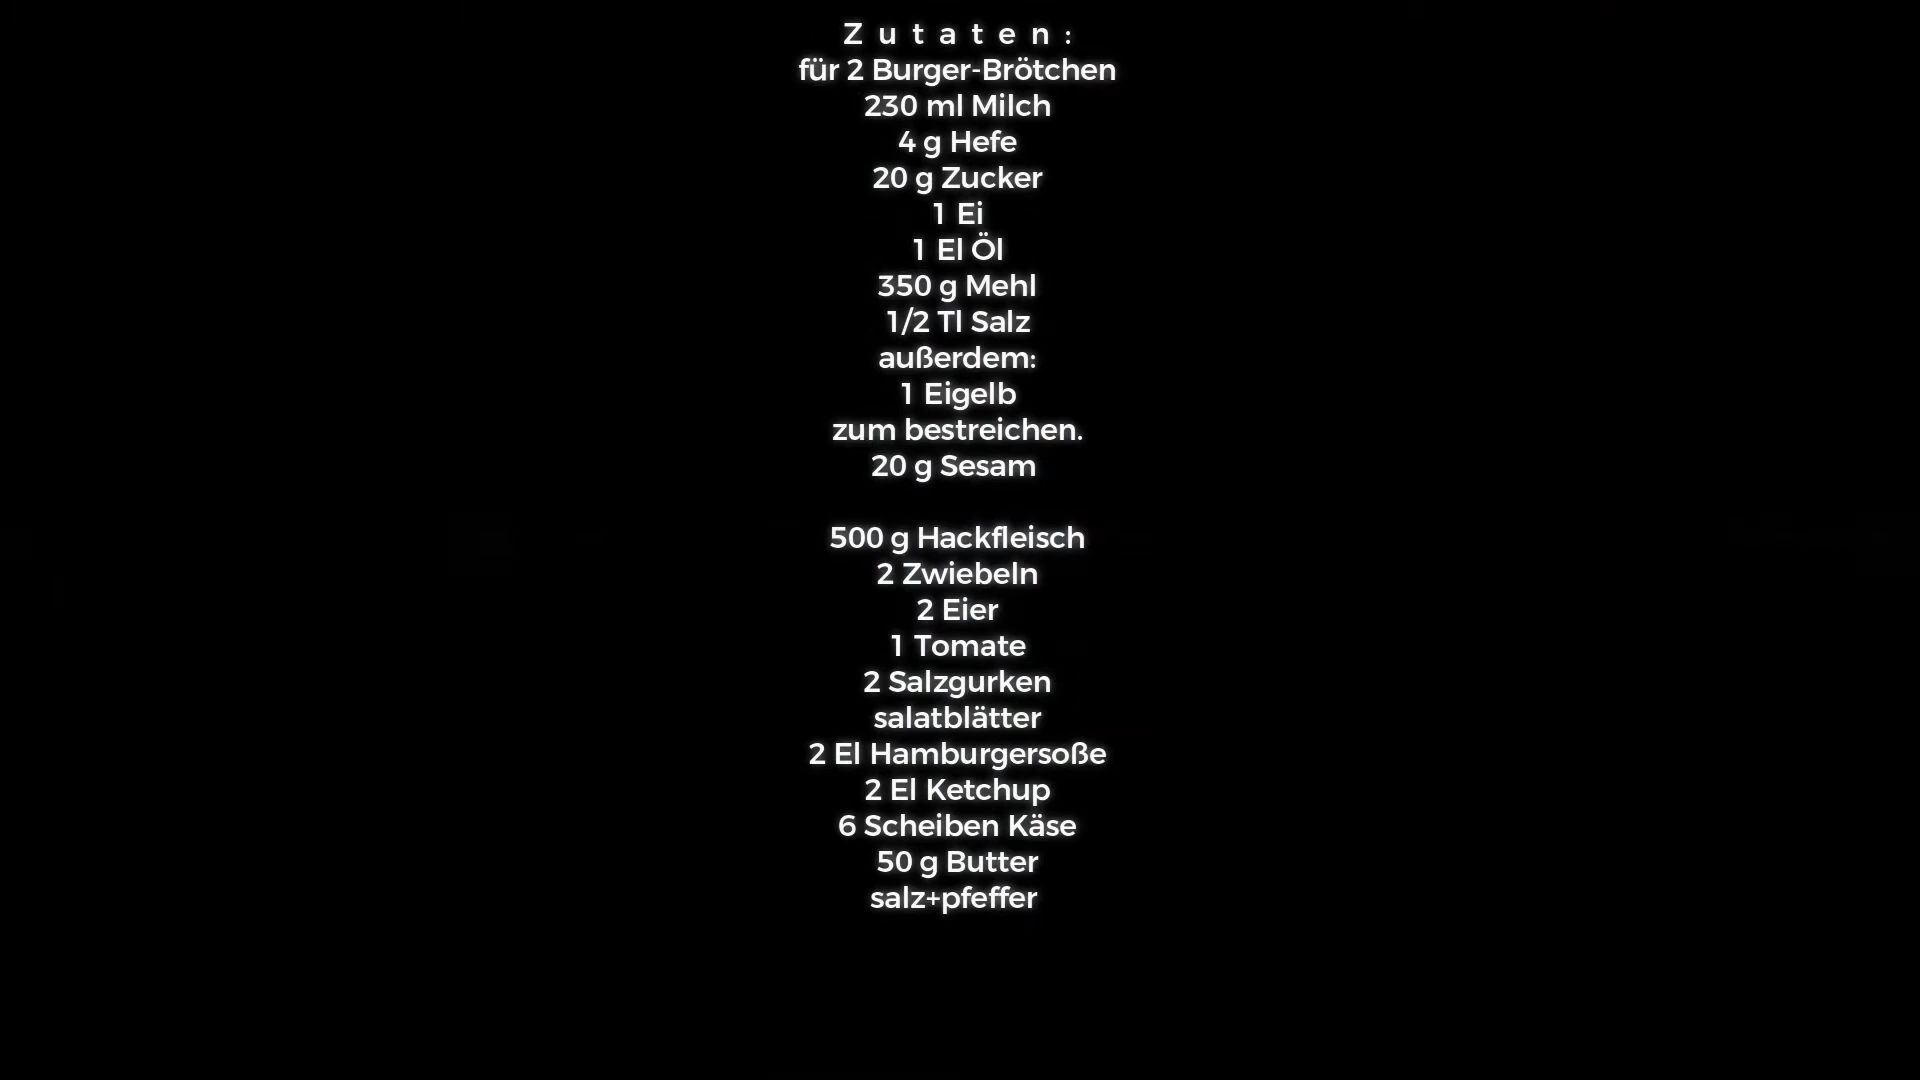 Zutaten:
für 2 Burger-Brötchen
230 ml Milch
4 g Hefe
20 g Zucker
1 Ei
1 El Öl
350 g Mehl
1/2 Tl Salz
außerdem:
1 Eigelb
zum bestreichen.
20 g Sesam
500 g Hackfleisch
2 Zwiebeln
2 Eier
1 Tomate
2 Salzgurken
salatblätter
2 El Hamburgersoße
2 El Ketchup
6 Scheiben Käse
50 g Butter
salz+pfeffer